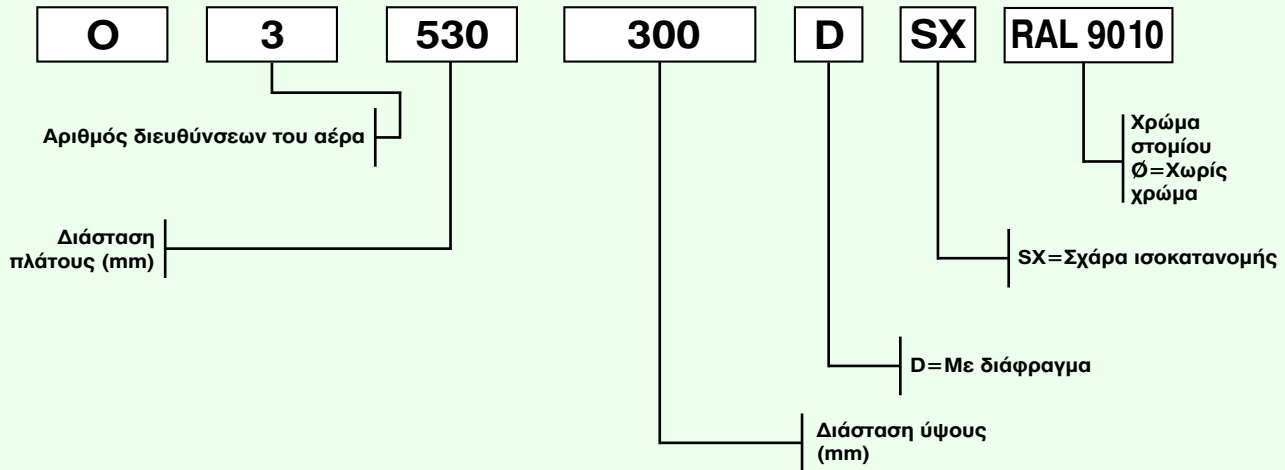 O 3 530 300 D SX RAL 9010
Αριθμός διευθύνσεων του αέρα
Χρώμα
στομίου
Ø=Χωρίς
χρώμα
Διάσταση
πλάτους (mm)
SX=Σχάρα ισοκατανομής
D=Με διάφραγμα
Διάσταση ύψους
(mm)